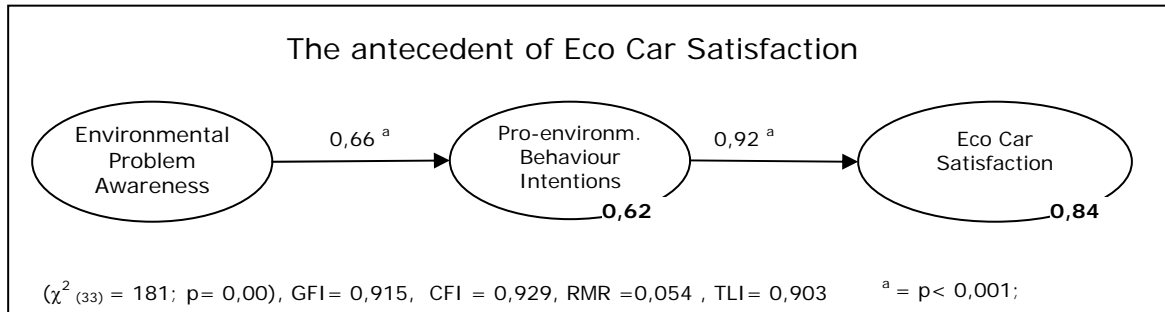 The antecedent of Eco Car Satisfaction
Environmental
Problem
Awareness
0,66 ᵃ
Pro-environm.
Behaviour
Intentions
0,62
0,92 ᵃ
Eco Car
Satisfaction
0,84
(χ² ₍₃₃₎ = 181; p= 0,00), GFI= 0,915, CFI = 0,929, RMR =0,054 , TLI= 0,903 ᵃ = p< 0,001;